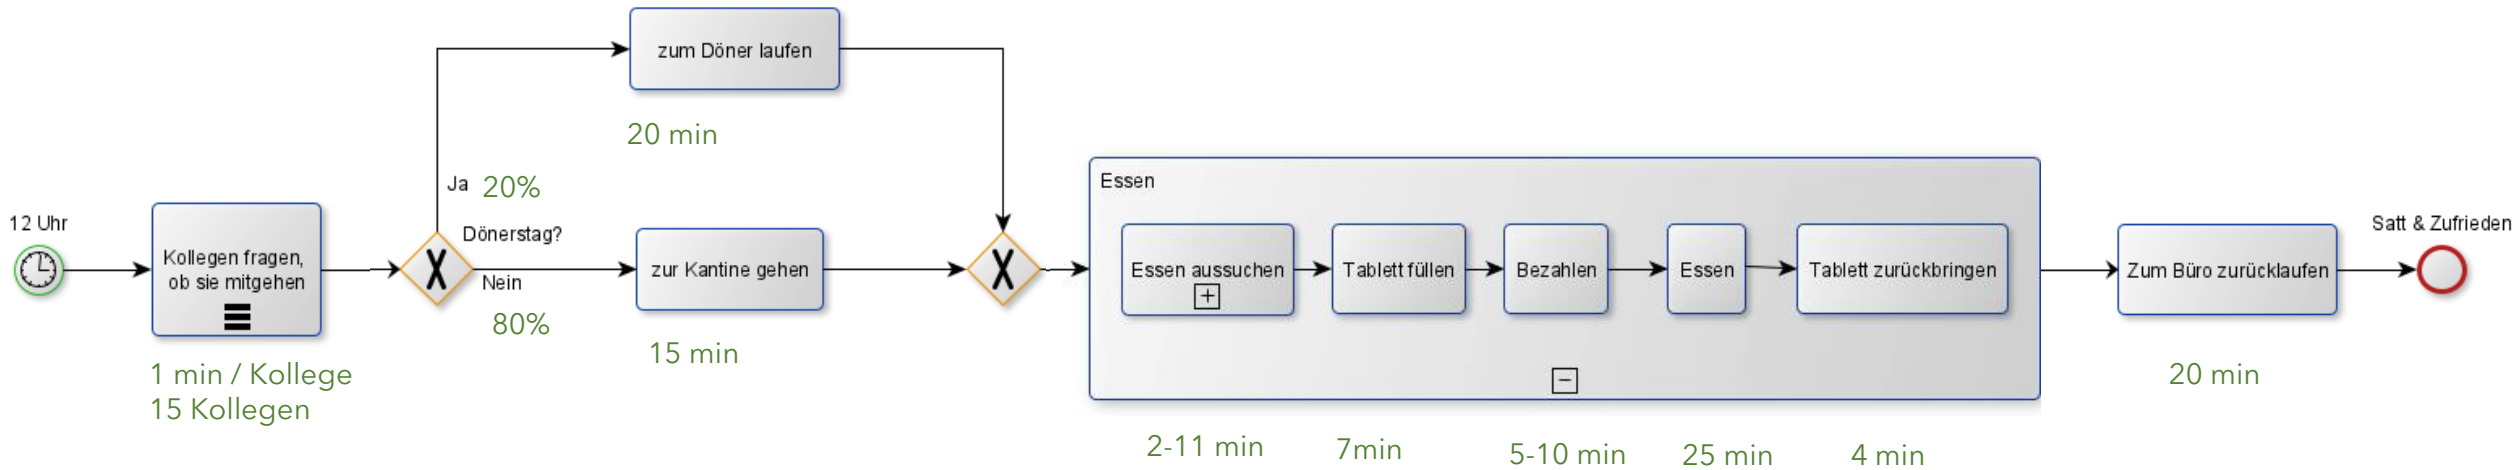 zum Döner laufen
20 min
Ja 20%
12 Uhr
Kollegen fragen,
ob sie mitgehen
1 min / Kollege
15 Kollegen
Dönerstag?
Nein
80%
zur Kantine gehen
15 min
Essen
Essen aussuchen
Tablett füllen
Bezahlen
Essen
Tablett zurückbringen
2-11 min
7min
5-10 min
25 min
4 min
Zum Büro zurücklaufen
20 min
Satt & Zufrieden